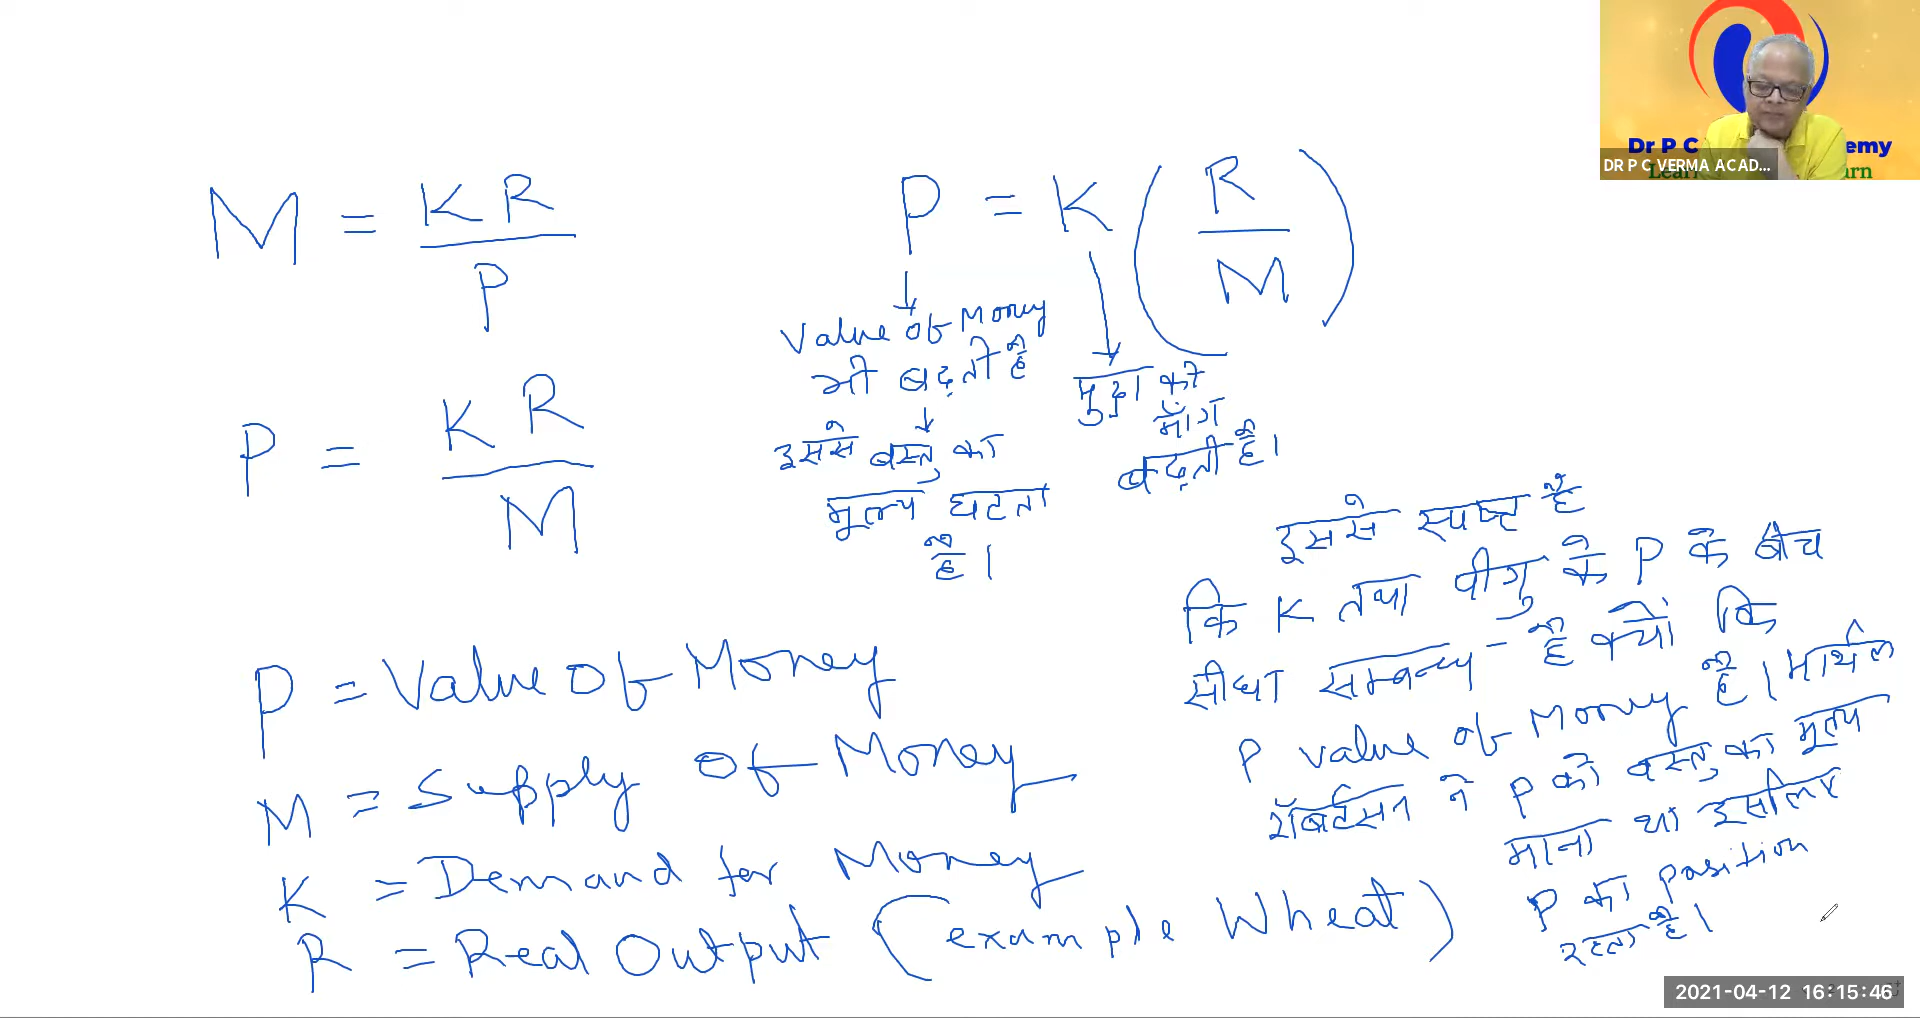 M = KR / P
P = K ( R / M )
Value of Money
भी बढ़ती है
इससे वस्तु का
मूल्य घटता
है।
मुद्रा की
माँग
बढ़ती है।
P = KR / M
P = Value of Money
M = Supply of Money
K = Demand for Money
R = Real Output (example Wheat)
इससे स्पष्ट है
कि K तथा पीगु के P के बीच
सीधा सम्बन्ध है क्यों कि
P value of Money है। मार्शल
रॉबर्टसन ने P को वस्तु का मूल्य
माना था इसलिए
P का position
है।
Dr P C emy
DR P C VERMA ACAD...
2021-04-12 16:15:46